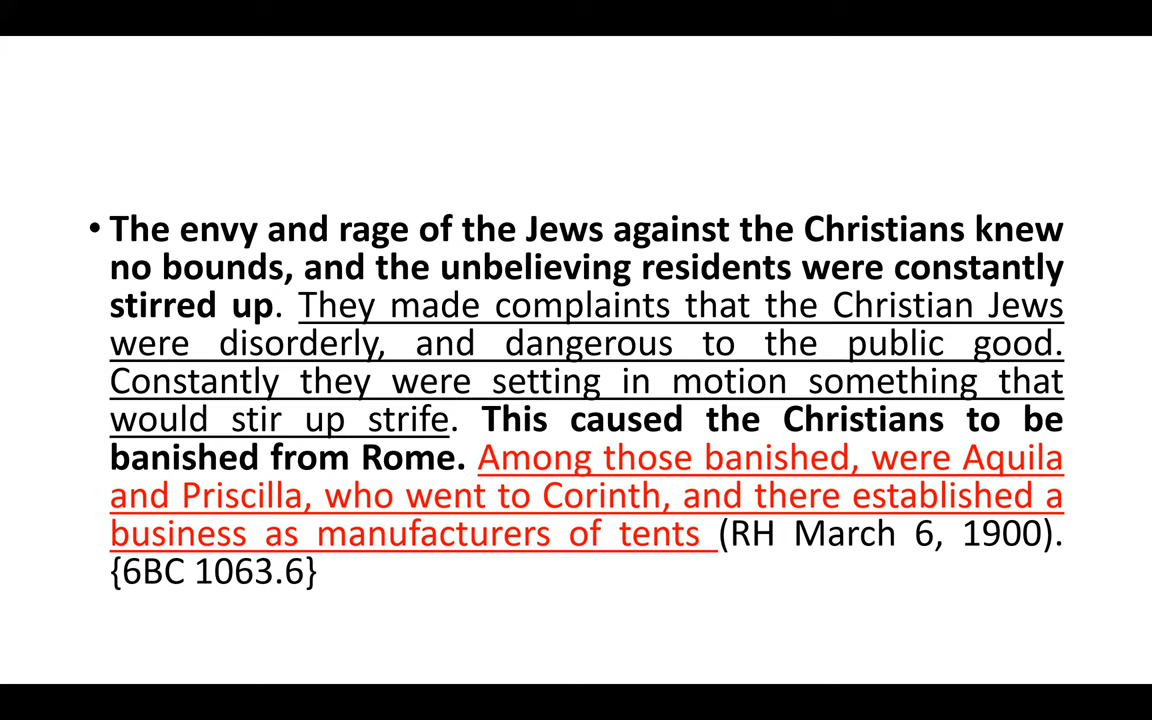 • The envy and rage of the Jews against the Christians knew
no bounds, and the unbelieving residents were constantly
stirred up. They made complaints that the Christian Jews
were disorderly, and dangerous to the public good.
Constantly they were setting in motion something that
would stir up strife. This caused the Christians to be
banished from Rome. Among those banished, were Aquila
and Priscilla, who went to Corinth, and there established a
business as manufacturers of tents (RH March 6, 1900).
{6BC 1063.6}